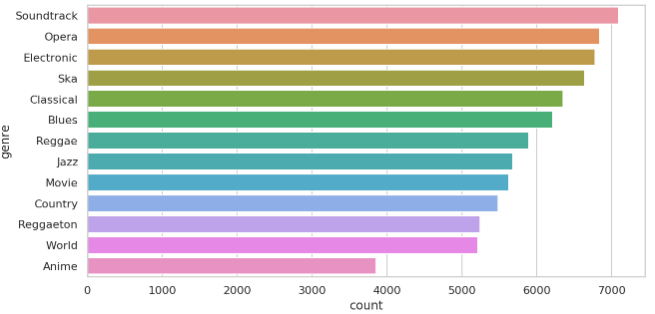 Soundtrack
Opera
Electronic
Ska
Classical
Blues
Reggae
Jazz
Movie
Country
Reggaeton
World
Anime
genre
0 1000 2000 3000 4000 5000 6000 7000
count